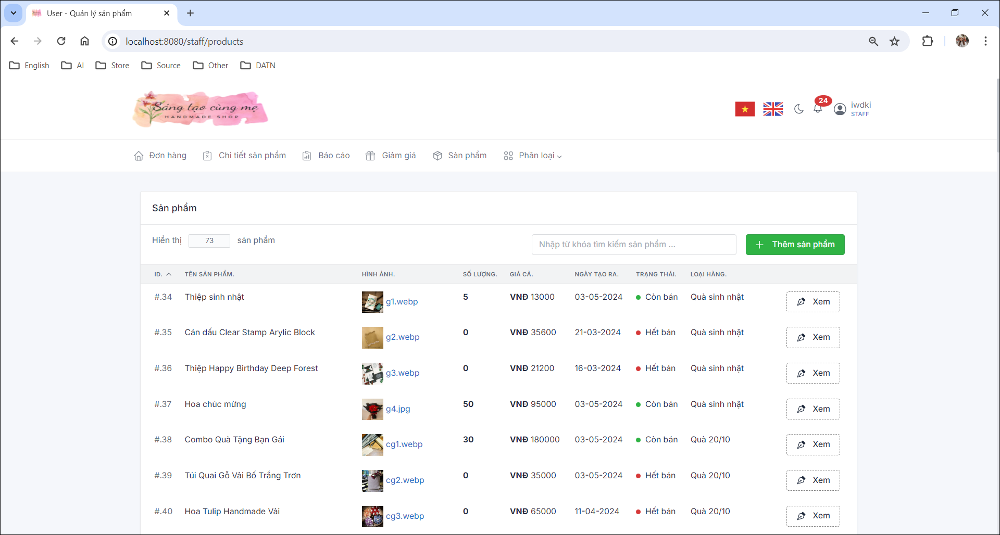 User - Quản lý sản phẩm
localhost:8080/staff/products
English AI Store Source Other DATN
Sáng tạo cùng mẹ
HANDMADE SHOP
24
iwdki
STAFF
Đơn hàng Chi tiết sản phẩm Báo cáo Giảm giá Sản phẩm Phân loại
Sản phẩm
Hiển thị 73 sản phẩm Nhập từ khóa tìm kiếm sản phẩm ... Thêm sản phẩm
ID. TÊN SẢN PHẨM. HÌNH ẢNH. SỐ LƯỢNG. GIÁ CẢ. NGÀY TẠO RA. TRẠNG THÁI. LOẠI HÀNG.
#.34 Thiệp sinh nhật g1.webp 5 VNĐ 13000 03-05-2024 Còn bán Quà sinh nhật Xem
#.35 Cán dấu Clear Stamp Arylic Block g2.webp 0 VNĐ 35600 21-03-2024 Hết bán Quà sinh nhật Xem
#.36 Thiệp Happy Birthday Deep Forest g3.webp 0 VNĐ 21200 16-03-2024 Hết bán Quà sinh nhật Xem
#.37 Hoa chúc mừng g4.jpg 50 VNĐ 95000 03-05-2024 Còn bán Quà sinh nhật Xem
#.38 Combo Quà Tặng Bạn Gái cg1.webp 30 VNĐ 180000 03-05-2024 Còn bán Quà 20/10 Xem
#.39 Túi Quai Gỗ Vải Bố Trắng Trơn cg2.webp 0 VNĐ 35000 03-05-2024 Hết bán Quà 20/10 Xem
#.40 Hoa Tulip Handmade Vải cg3.webp 0 VNĐ 65000 11-04-2024 Hết bán Quà 20/10 Xem